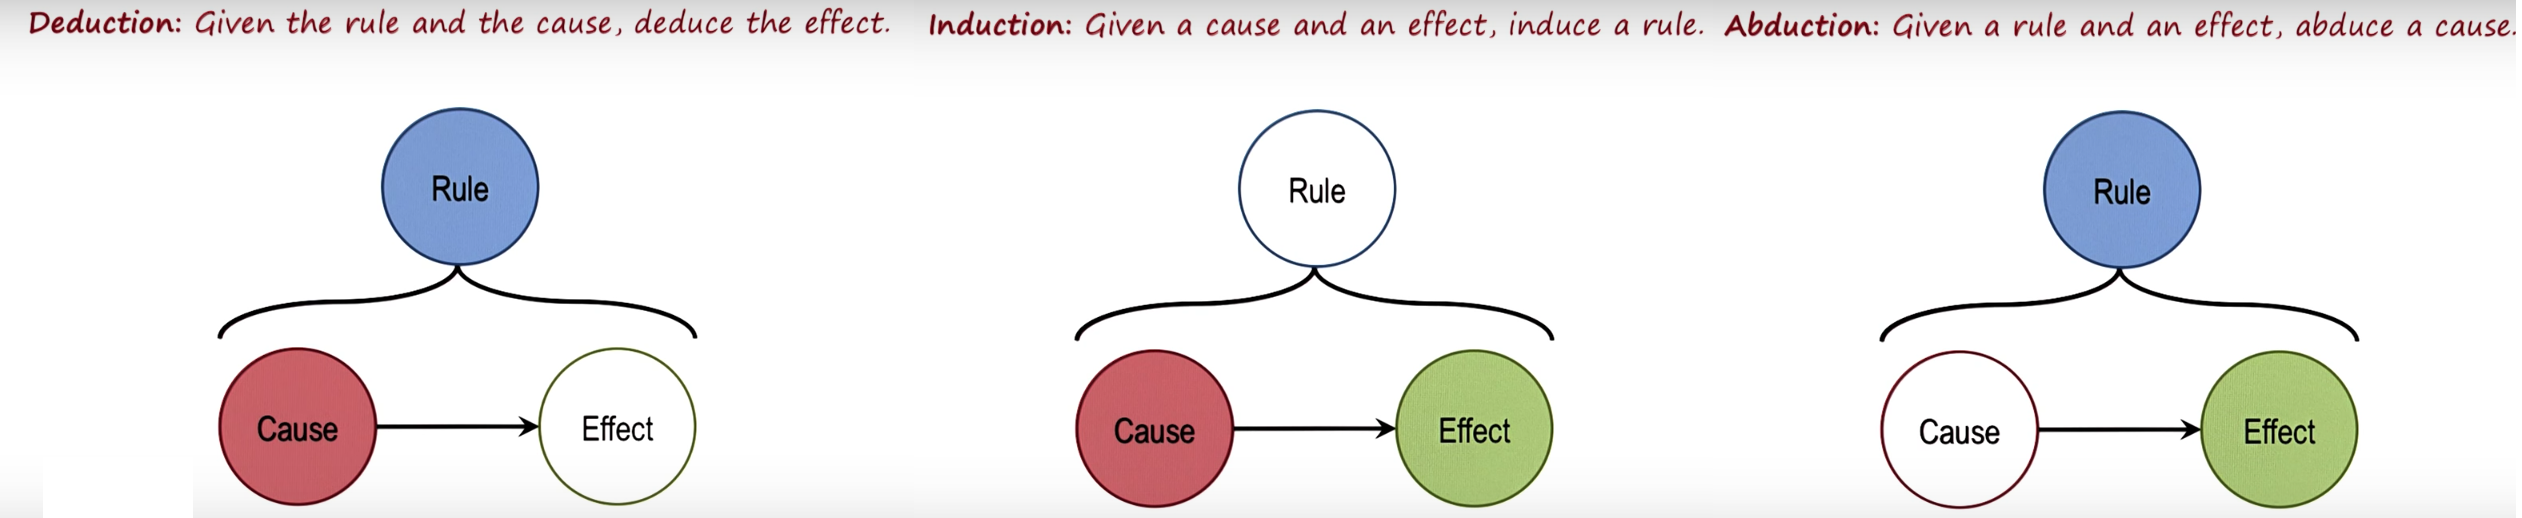 Deduction: Given the rule and the cause, deduce the effect.
Rule
Cause
Effect
Induction: Given a cause and an effect, induce a rule.
Rule
Cause
Effect
Abduction: Given a rule and an effect, abduce a cause.
Rule
Cause
Effect